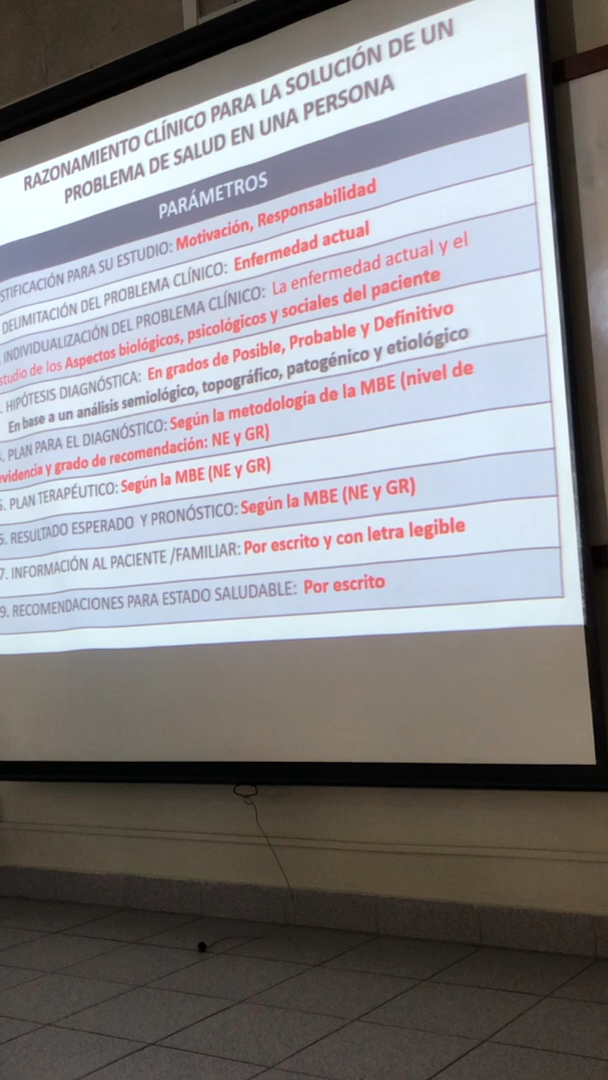 RAZONAMIENTO CLÍNICO PARA LA SOLUCIÓN DE UN
PROBLEMA DE SALUD EN UNA PERSONA
PARÁMETROS
STIFICACIÓN PARA SU ESTUDIO: Motivación, Responsabilidad
DELIMITACIÓN DEL PROBLEMA CLÍNICO: Enfermedad actual
INDIVIDUALIZACIÓN DEL PROBLEMA CLÍNICO: La enfermedad actual y el
studio de los Aspectos biológicos, psicológicos y sociales del paciente
. HIPÓTESIS DIAGNÓSTICA: En grados de Posible, Probable y Definitivo
En base a un análisis semiológico, topográfico, patogénico y etiológico
. PLAN PARA EL DIAGNÓSTICO: Según la metodología de la MBE (nivel de
evidencia y grado de recomendación: NE y GR)
5. PLAN TERAPÉUTICO: Según la MBE (NE y GR)
6. RESULTADO ESPERADO Y PRONÓSTICO: Según la MBE (NE y GR)
7. INFORMACIÓN AL PACIENTE /FAMILIAR: Por escrito y con letra legible
9. RECOMENDACIONES PARA ESTADO SALUDABLE: Por escrito